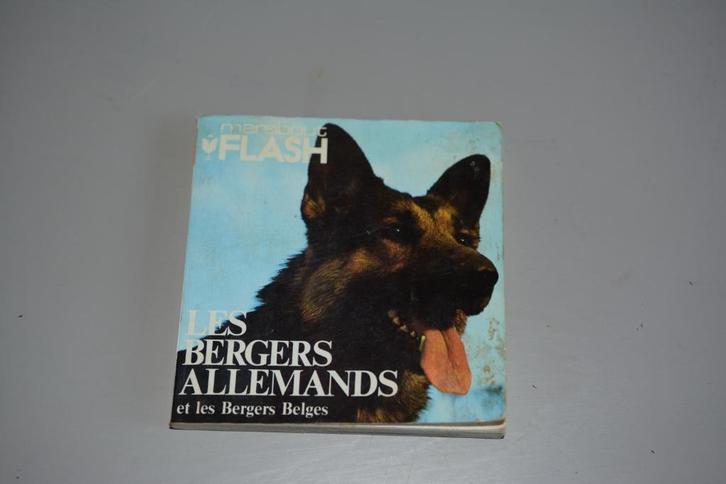 marabout
FLASH
LES
BERGERS
ALLEMANDS
et les Bergers Belges